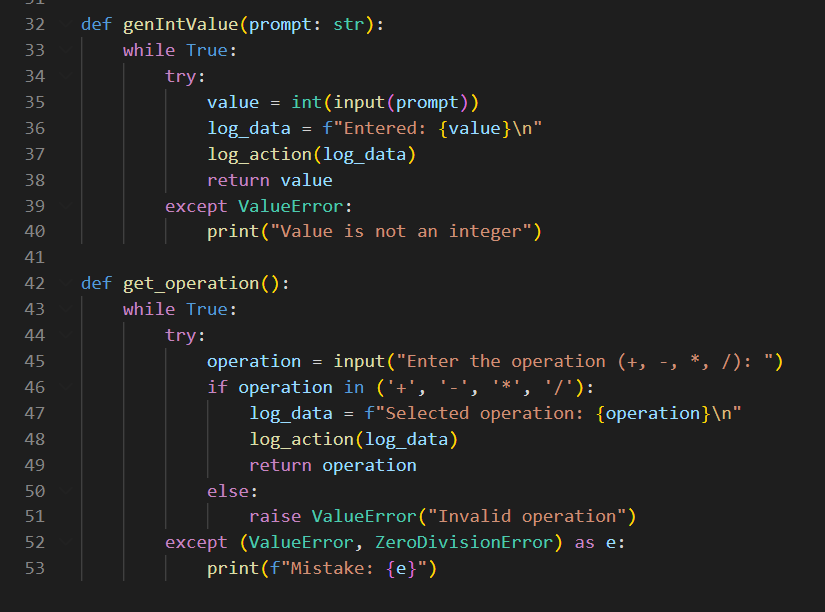 31
32 def genIntValue(prompt: str):
33 while True:
34 try:
35 value = int(input(prompt))
36 log_data = f"Entered: {value}\n"
37 log_action(log_data)
38 return value
39 except ValueError:
40 print("Value is not an integer")
41
42 def get_operation():
43 while True:
44 try:
45 operation = input("Enter the operation (+, -, *, /): ")
46 if operation in ('+', '-', '*', '/'):
47 log_data = f"Selected operation: {operation}\n"
48 log_action(log_data)
49 return operation
50 else:
51 raise ValueError("Invalid operation")
52 except (ValueError, ZeroDivisionError) as e:
53 print(f"Mistake: {e}")